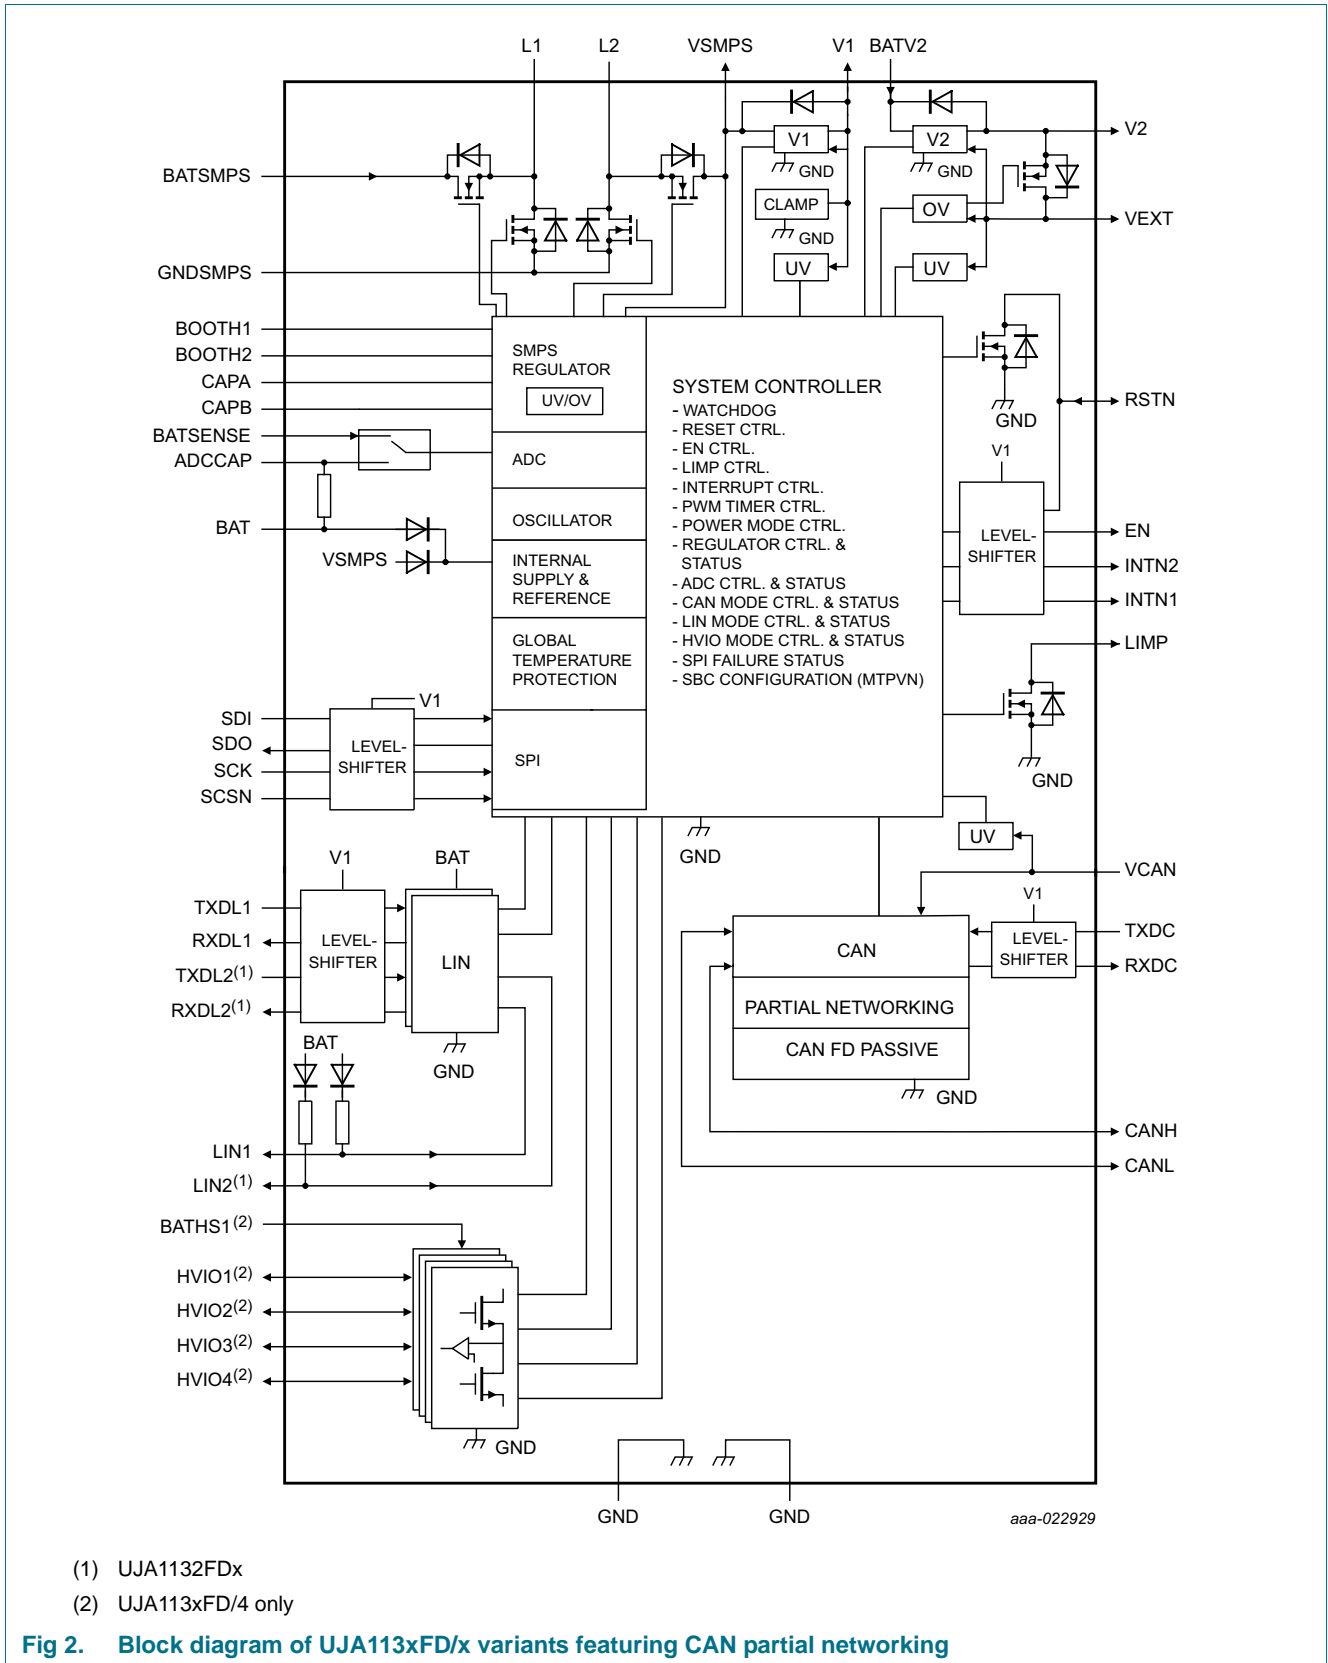 L1
L2
VSMPS
V1
BATV2
V1
GND
V2
GND
V2
BATSMPS
CLAMP
GND
OV
VEXT
UV
UV
GNDSMPS
BOOTH1
BOOTH2
CAPA
CAPB
BATSENSE
ADCCAP
BAT
VSMPS
SMPS
REGULATOR
UV/OV
ADC
OSCILLATOR
INTERNAL
SUPPLY &
REFERENCE
GLOBAL
TEMPERATURE
PROTECTION
SPI
SYSTEM CONTROLLER
- WATCHDOG
- RESET CTRL.
- EN CTRL.
- LIMP CTRL.
- INTERRUPT CTRL.
- PWM TIMER CTRL.
- POWER MODE CTRL.
- REGULATOR CTRL. &
STATUS
- ADC CTRL. & STATUS
- CAN MODE CTRL. & STATUS
- LIN MODE CTRL. & STATUS
- HVIO MODE CTRL. & STATUS
- SPI FAILURE STATUS
- SBC CONFIGURATION (MTPVN)
GND
RSTN
V1
LEVEL-
SHIFTER
EN
INTN2
INTN1
LIMP
GND
V1
SDI
SDO
SCK
SCSN
LEVEL-
SHIFTER
GND
UV
VCAN
V1
BAT
TXDL1
RXDL1
TXDL2(1)
RXDL2(1)
LEVEL-
SHIFTER
LIN
GND
V1
CAN
LEVEL-
SHIFTER
TXDC
RXDC
PARTIAL NETWORKING
CAN FD PASSIVE
GND
BAT
LIN1
LIN2(1)
CANH
CANL
BATHS1(2)
HVIO1(2)
HVIO2(2)
HVIO3(2)
HVIO4(2)
GND
GND
GND
aaa-022929
(1) UJA1132FDx
(2) UJA113xFD/4 only
Fig 2. Block diagram of UJA113xFD/x variants featuring CAN partial networking